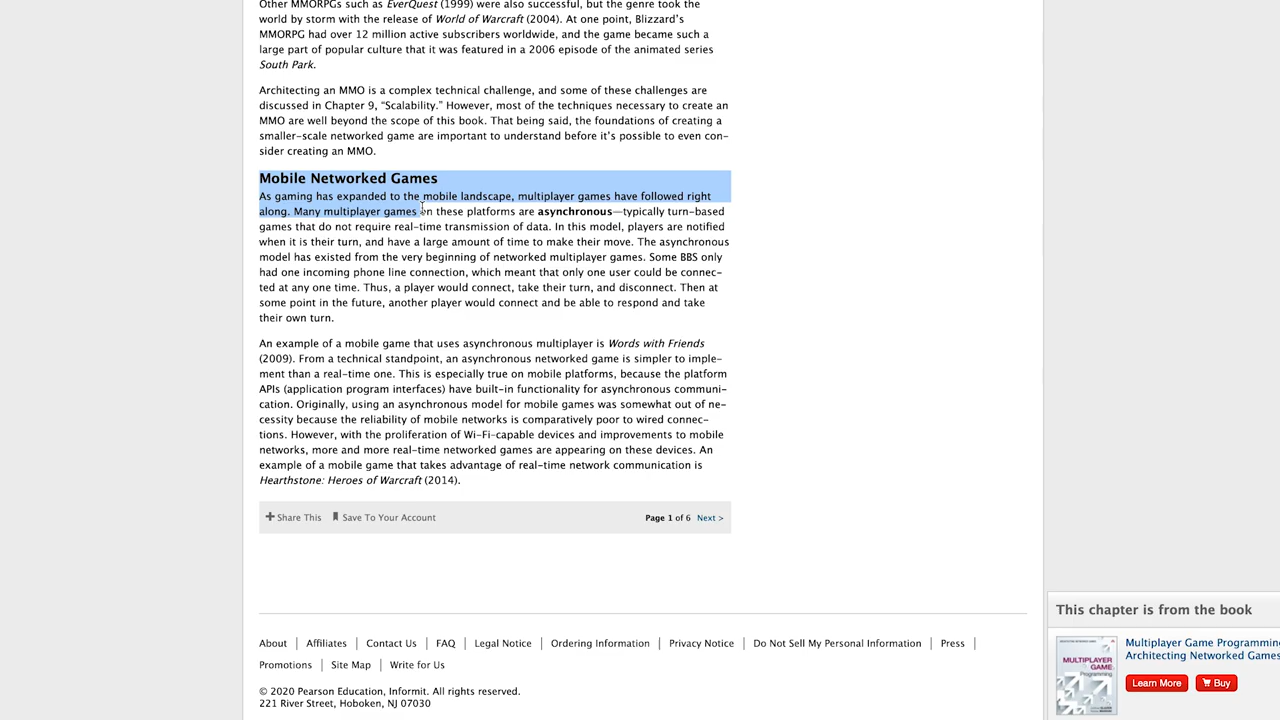 Other MMORPGs such as EverQuest (1999) were also successful, but the genre took the
world by storm with the release of World of Warcraft (2004). At one point, Blizzard's
MMORPG had over 12 million active subscribers worldwide, and the game became such a
large part of popular culture that it was featured in a 2006 episode of the animated series
South Park.
Architecting an MMO is a complex technical challenge, and some of these challenges are
discussed in Chapter 9, "Scalability." However, most of the techniques necessary to create an
MMO are well beyond the scope of this book. That being said, the foundations of creating a
smaller-scale networked game are important to understand before it's possible to even con-
sider creating an MMO.
Mobile Networked Games
As gaming has expanded to the mobile landscape, multiplayer games have followed right
along. Many multiplayer games on these platforms are asynchronous—typically turn-based
games that do not require real-time transmission of data. In this model, players are notified
when it is their turn, and have a large amount of time to make their move. The asynchronous
model has existed from the very beginning of networked multiplayer games. Some BBS only
had one incoming phone line connection, which meant that only one user could be connec-
ted at any one time. Thus, a player would connect, take their turn, and disconnect. Then at
some point in the future, another player would connect and be able to respond and take
their own turn.
An example of a mobile game that uses asynchronous multiplayer is Words with Friends
(2009). From a technical standpoint, an asynchronous networked game is simpler to imple-
ment than a real-time one. This is especially true on mobile platforms, because the platform
APIs (application program interfaces) have built-in functionality for asynchronous communi-
cation. Originally, using an asynchronous model for mobile games was somewhat out of ne-
cessity because the reliability of mobile networks is comparatively poor to wired connec-
tions. However, with the proliferation of Wi-Fi-capable devices and improvements to mobile
networks, more and more real-time networked games are appearing on these devices. An
example of a mobile game that takes advantage of real-time network communication is
Hearthstone: Heroes of Warcraft (2014).
Share This Save To Your Account Page 1 of 6 Next >
This chapter is from the book
Multiplayer Game Programming
Architecting Networked Games
MULTIPLAYER
GAME
Programming
Learn More Buy
About | Affiliates | Contact Us | FAQ | Legal Notice | Ordering Information | Privacy Notice | Do Not Sell My Personal Information | Press |
Promotions | Site Map | Write for Us
© 2020 Pearson Education, Informit. All rights reserved.
221 River Street, Hoboken, NJ 07030